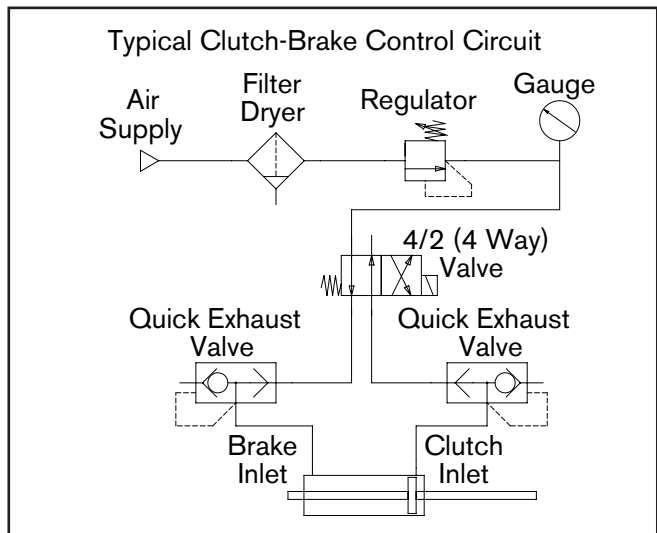 Typical Clutch-Brake Control Circuit
Air
Supply
Filter
Dryer
Regulator
Gauge
4/2 (4 Way)
Valve
Quick Exhaust
Valve
Quick Exhaust
Valve
Brake
Inlet
Clutch
Inlet